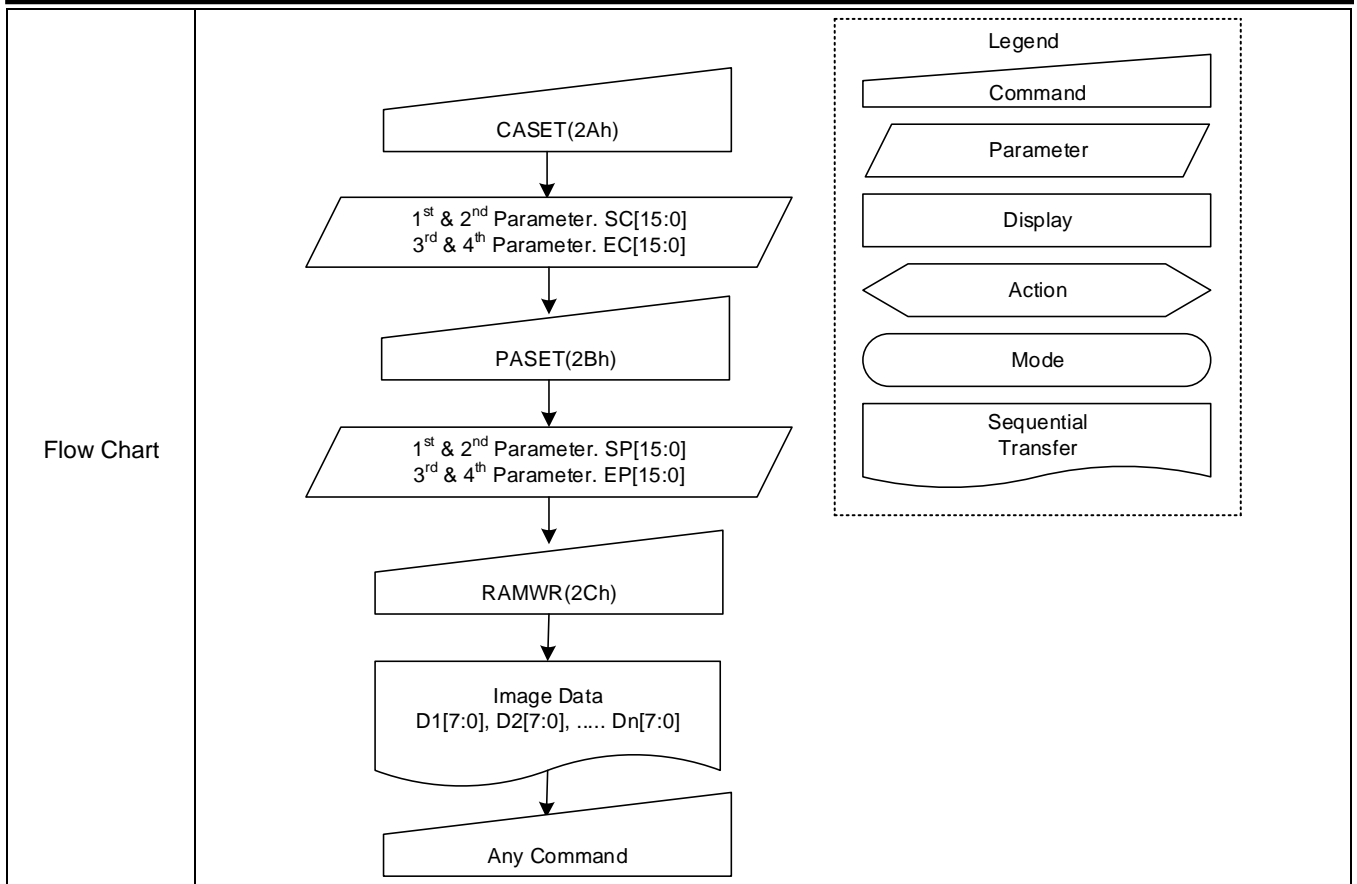 Flow Chart
CASET(2Ah)
1st & 2nd Parameter. SC[15:0]
3rd & 4th Parameter. EC[15:0]
PASET(2Bh)
1st & 2nd Parameter. SP[15:0]
3rd & 4th Parameter. EP[15:0]
RAMWR(2Ch)
Image Data
D1[7:0], D2[7:0], ..... Dn[7:0]
Any Command
Legend
Command
Parameter
Display
Action
Mode
Sequential
Transfer